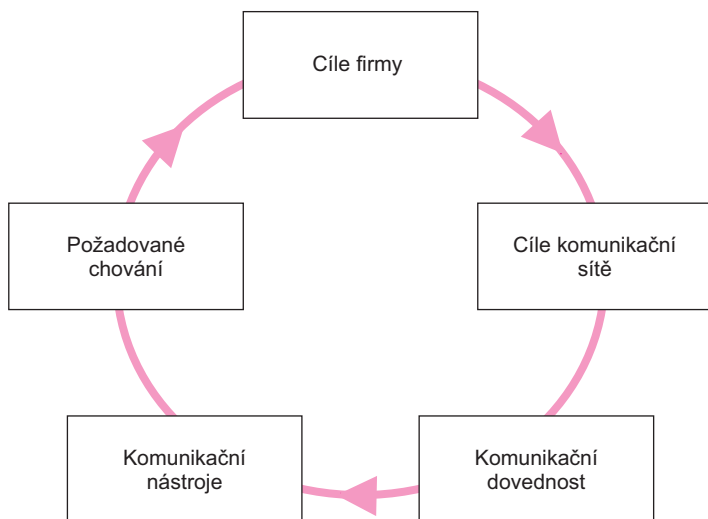 Cíle firmy
Požadované
chování
Cíle komunikační
sítě
Komunikační
nástroje
Komunikační
dovednost